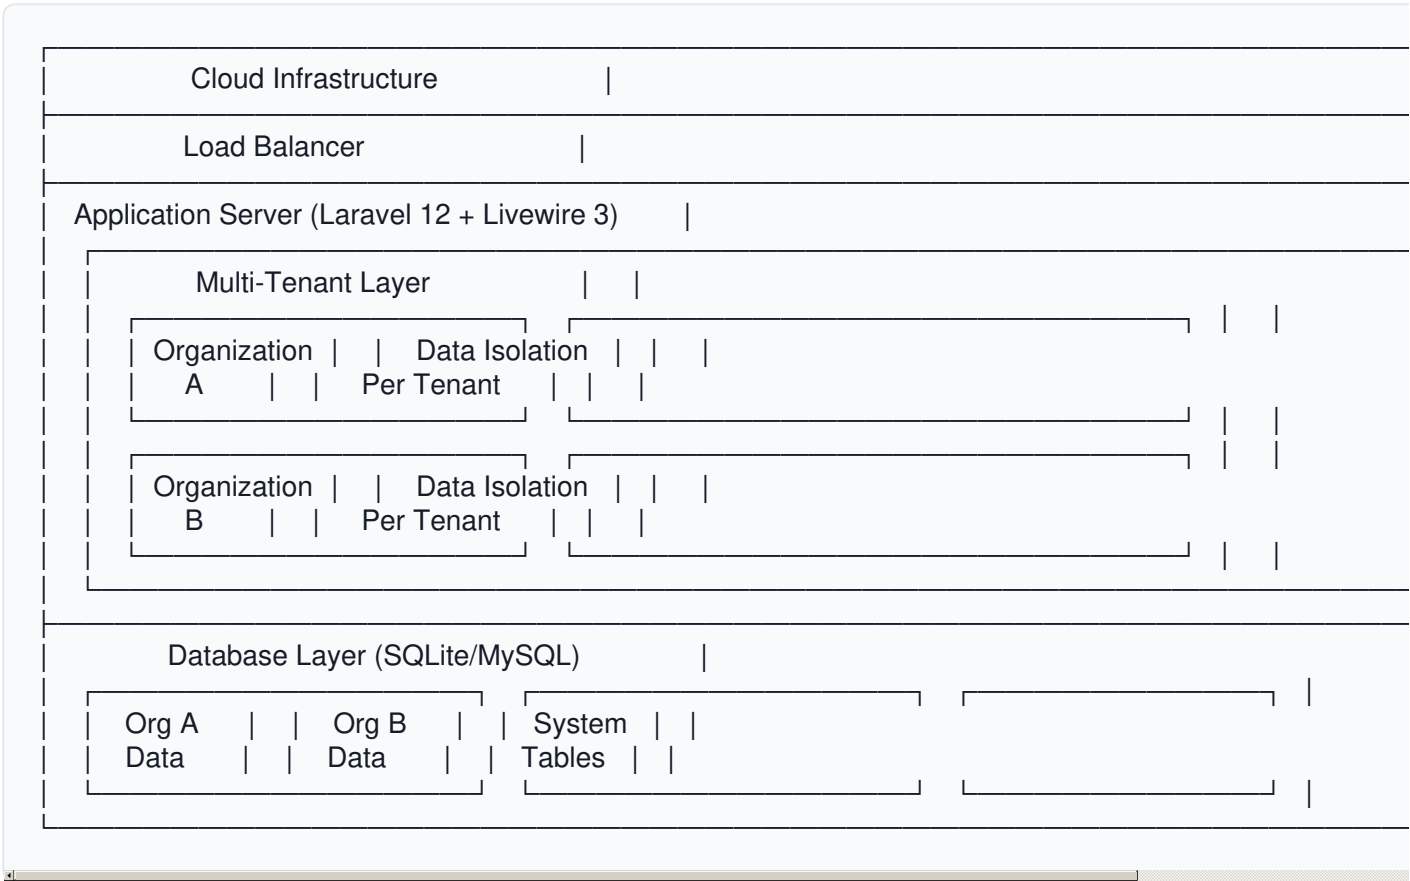 Cloud Infrastructure
Load Balancer
Application Server (Laravel 12 + Livewire 3)
Multi-Tenant Layer
Organization Data Isolation
A Per Tenant
Organization Data Isolation
B Per Tenant
Database Layer (SQLite/MySQL)
Org A Org B System
Data Data Tables